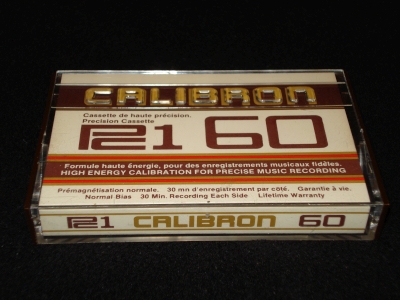 CALIBRON
Cassette de haute précision.
Precision Cassette
PC1 60
Formule haute énergie, pour des enregistrements musicaux fidèles.
HIGH ENERGY CALIBRATION FOR PRECISE MUSIC RECORDING
Prémagnétisation normale. 30 mn d'enregistrement par côté. Garantie à vie.
Normal Bias 30 Min. Recording Each Side Lifetime Warranty
PC1 CALIBRON 60